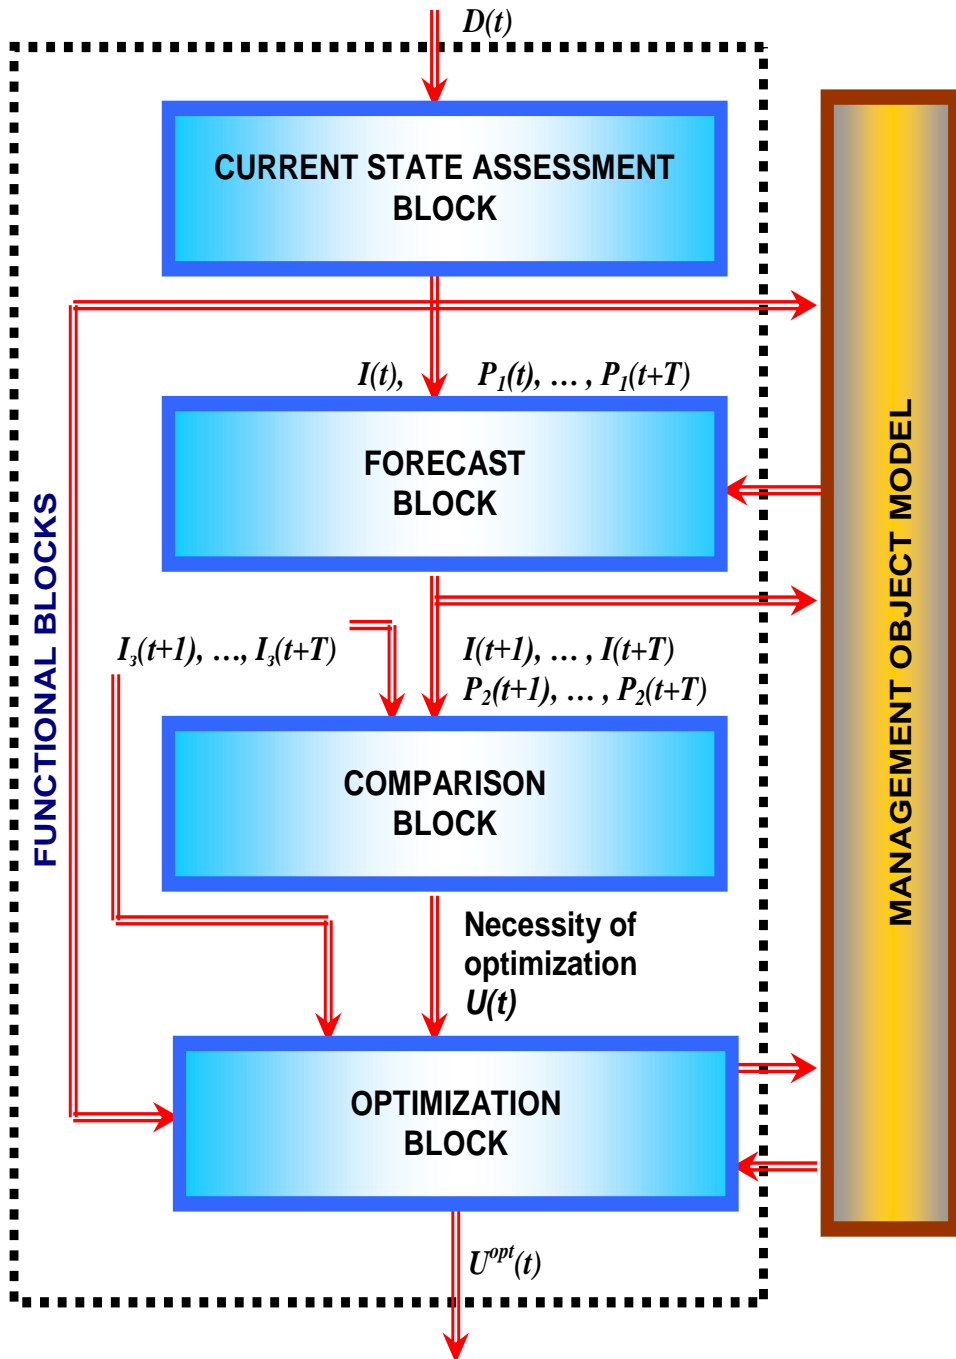 D(t)
CURRENT STATE ASSESSMENT
BLOCK
I(t), P₁(t), … , P₁(t+T)
FORECAST
BLOCK
I₃(t+1), …, I₃(t+T)
I(t+1), … , I(t+T)
P₂(t+1), … , P₂(t+T)
COMPARISON
BLOCK
Necessity of
optimization
U(t)
OPTIMIZATION
BLOCK
Uᵒᵖᵗ(t)
FUNCTIONAL BLOCKS
MANAGEMENT OBJECT MODEL